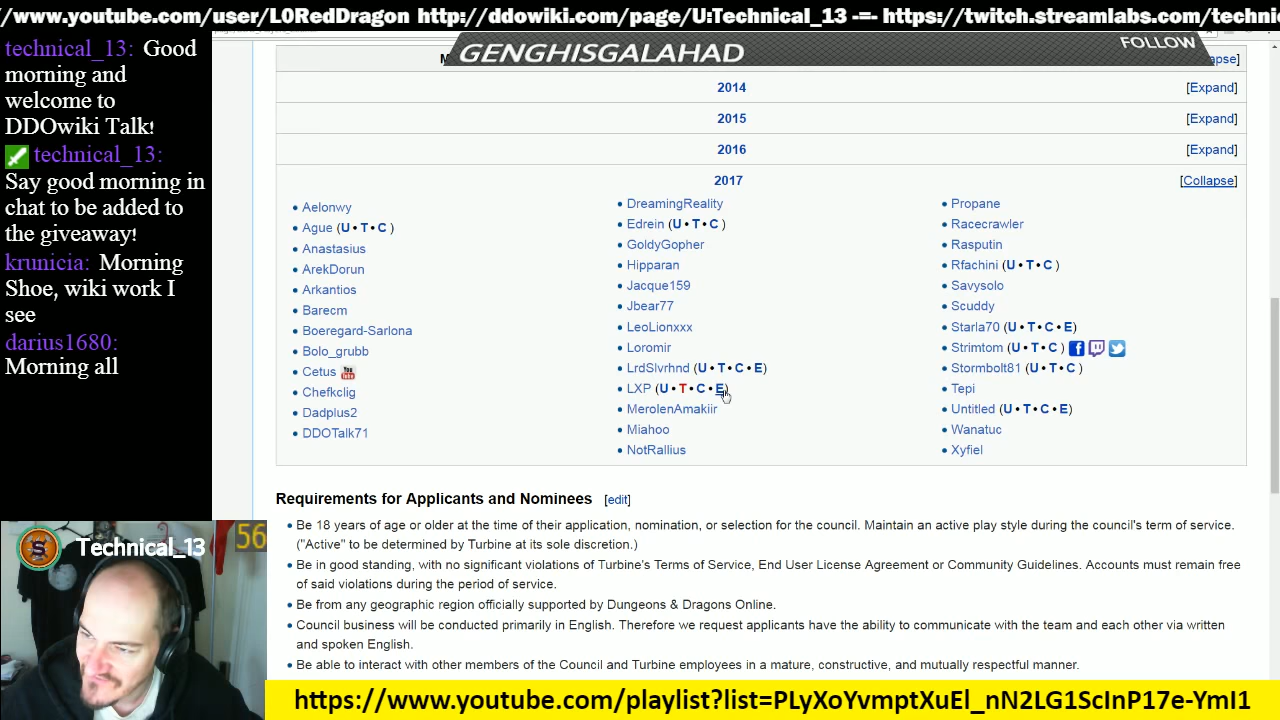 /www.youtube.com/user/L0RedDragon http://ddowiki.com/page/U:Technical_13 -=- https://twitch.streamlabs.com/techni
technical_13: Good
morning and
welcome to
DDOwiki Talk!
technical_13:
Say good morning in
chat to be added to
the giveaway!
krunicia: Morning
Shoe, wiki work I
see
darius1680:
Morning all
GENGHISGALAHAD
FOLLOW
2014 [Expand]
2015 [Expand]
2016 [Expand]
2017 [Collapse]
Aelonwy
Ague (U • T • C )
Anastasius
ArekDorun
Arkantios
Barecm
Boeregard-Sarlona
Bolo_grubb
Cetus You Tube
Chefkclig
Dadplus2
DDOTalk71
DreamingReality
Edrein (U • T • C )
GoldyGopher
Hipparan
Jacque159
Jbear77
LeoLionxxx
Loromir
LrdSlvrhnd (U • T • C • E )
LXP (U • T • C • E)
MerolenAmakiir
Miahoo
NotRallius
Propane
Racecrawler
Rasputin
Rfachini (U • T • C )
Savysolo
Scuddy
Starla70 (U • T • C • E)
Strimtom (U • T • C )
Stormbolt81 (U • T • C )
Tepi
Untitled (U • T • C • E )
Wanatuc
Xyfiel
Requirements for Applicants and Nominees [edit]
Be 18 years of age or older at the time of their application, nomination, or selection for the council. Maintain an active play style during the council's term of service.
("Active" to be determined by Turbine at its sole discretion.)
Be in good standing, with no significant violations of Turbine's Terms of Service, End User License Agreement or Community Guidelines. Accounts must remain free
of said violations during the period of service.
Be from any geographic region officially supported by Dungeons & Dragons Online.
Council business will be conducted primarily in English. Therefore we request applicants have the ability to communicate with the team and each other via written
and spoken English.
Be able to interact with other members of the Council and Turbine employees in a mature, constructive, and mutually respectful manner.
Technical_13
56
https://www.youtube.com/playlist?list=PLyXoYvmptXuEl_nN2LG1ScInP17e-YmI1